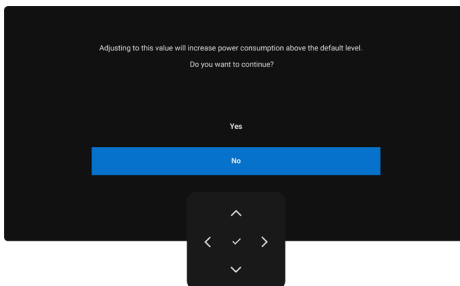 Adjusting to this value will increase power consumption above the default level.
Do you want to continue?
Yes
No